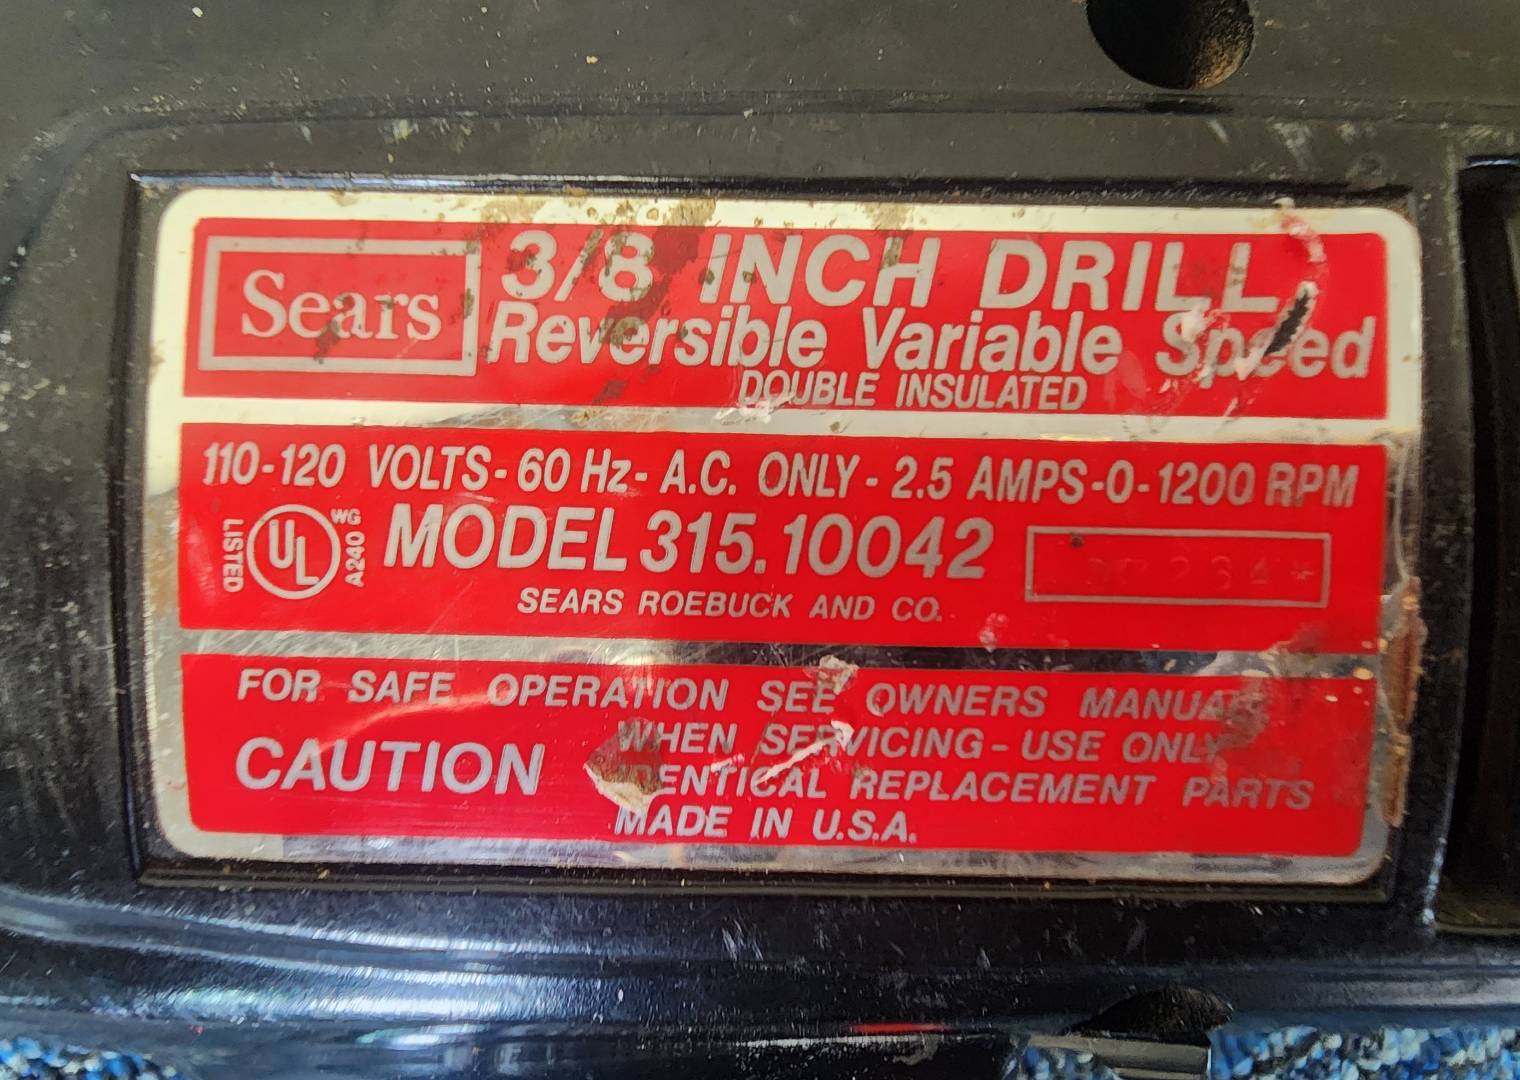 Sears
3/8 INCH DRILL
Reversible Variable Speed
DOUBLE INSULATED
110-120 VOLTS-60 Hz-A.C. ONLY-2.5 AMPS-0-1200 RPM
LISTED UL WG A240
MODEL 315.10042
SEARS ROEBUCK AND CO.
FOR SAFE OPERATION SEE OWNERS MANUAL
CAUTION
WHEN SERVICING-USE ONLY
IDENTICAL REPLACEMENT PARTS
MADE IN U.S.A.